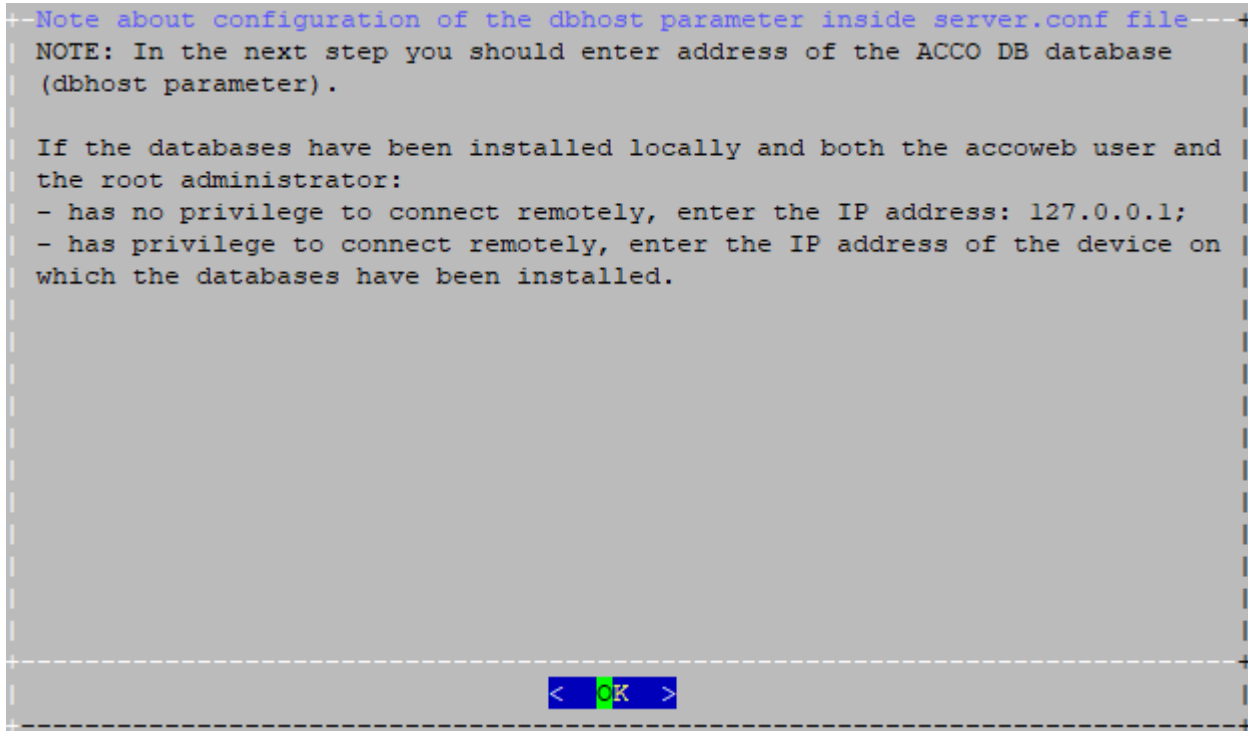 Note about configuration of the dbhost parameter inside server.conf file
NOTE: In the next step you should enter address of the ACCO DB database
(dbhost parameter).
If the databases have been installed locally and both the accoweb user and
the root administrator:
- has no privilege to connect remotely, enter the IP address: 127.0.0.1;
- has privilege to connect remotely, enter the IP address of the device on
which the databases have been installed.
< OK >